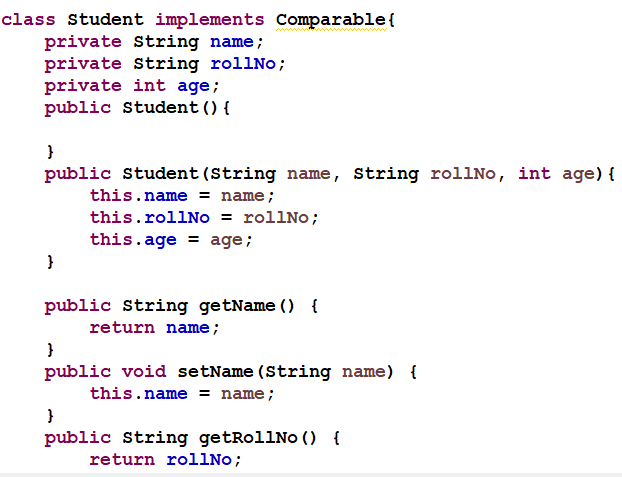 class Student implements Comparable{
private String name;
private String rollNo;
private int age;
public Student(){
}
public Student(String name, String rollNo, int age){
this.name = name;
this.rollNo = rollNo;
this.age = age;
}
public String getName() {
return name;
}
public void setName(String name) {
this.name = name;
}
public String getRollNo() {
return rollNo;